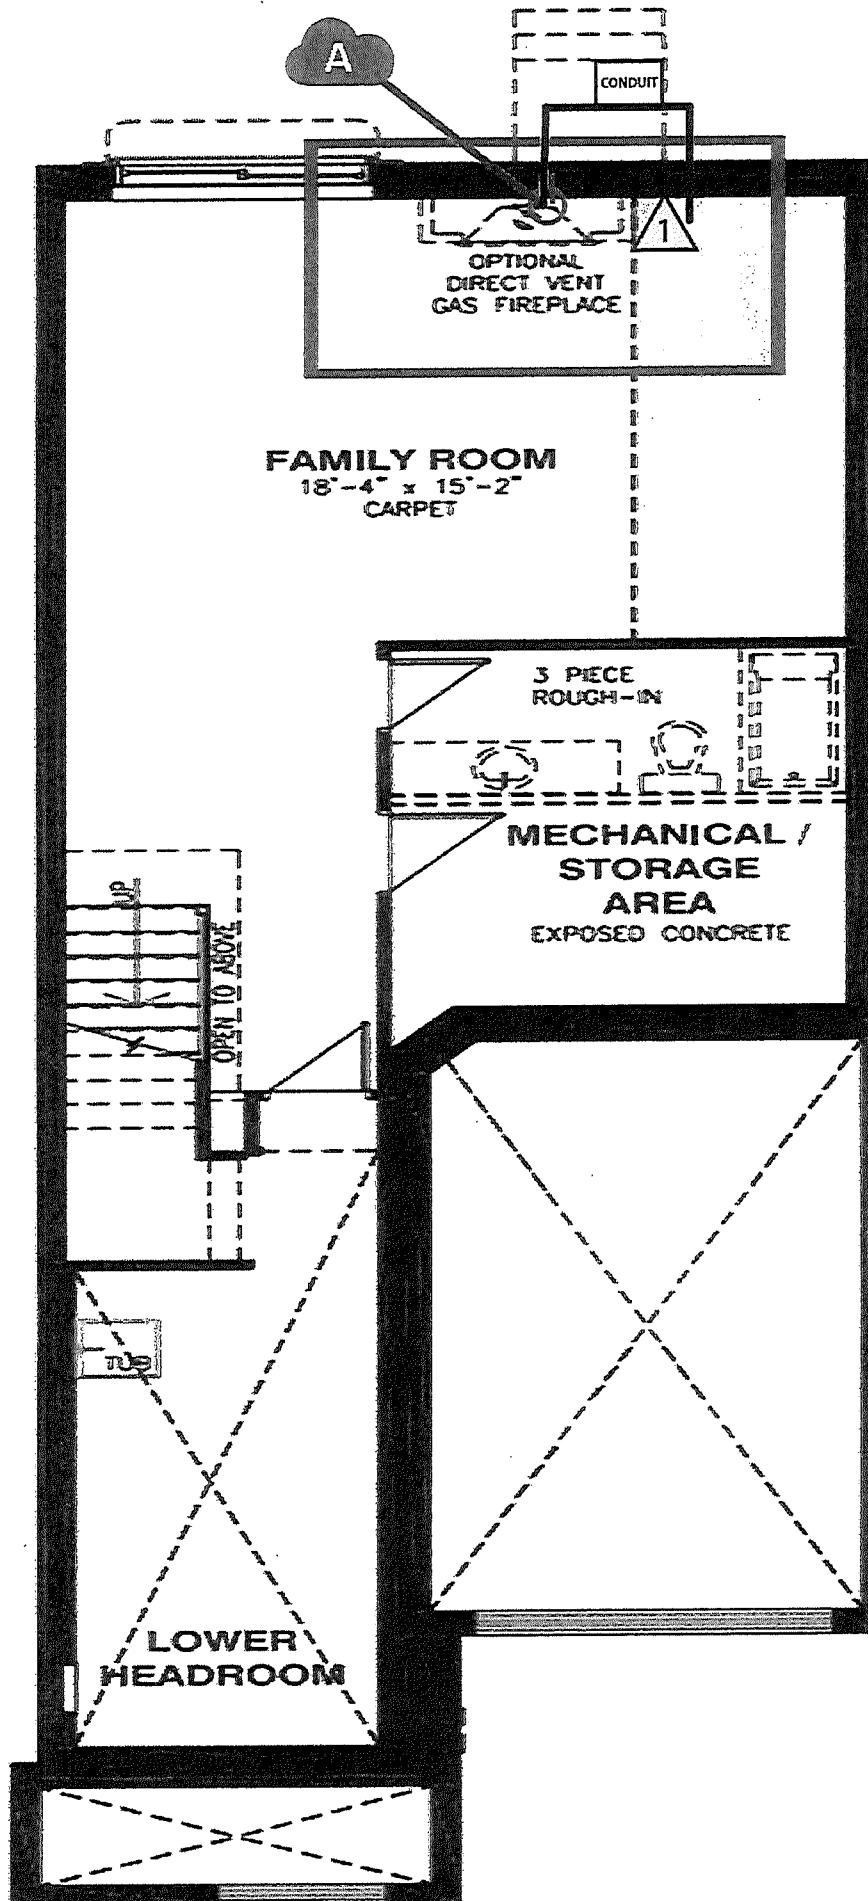 A
CONDUIT
1
OPTIONAL
DIRECT VENT
GAS FIREPLACE
FAMILY ROOM
18'-4" x 15'-2"
CARPET
3 PIECE
ROUGH-IN
MECHANICAL /
STORAGE
AREA
EXPOSED CONCRETE
UP
OPEN TO ABOVE
TUB
LOWER
HEADROOM